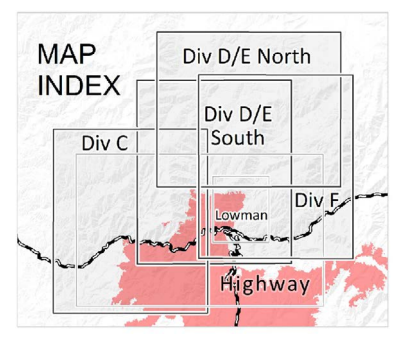 MAP
INDEX
Div D/E North
Div D/E
South
Div C
Div F
Lowman
Highway